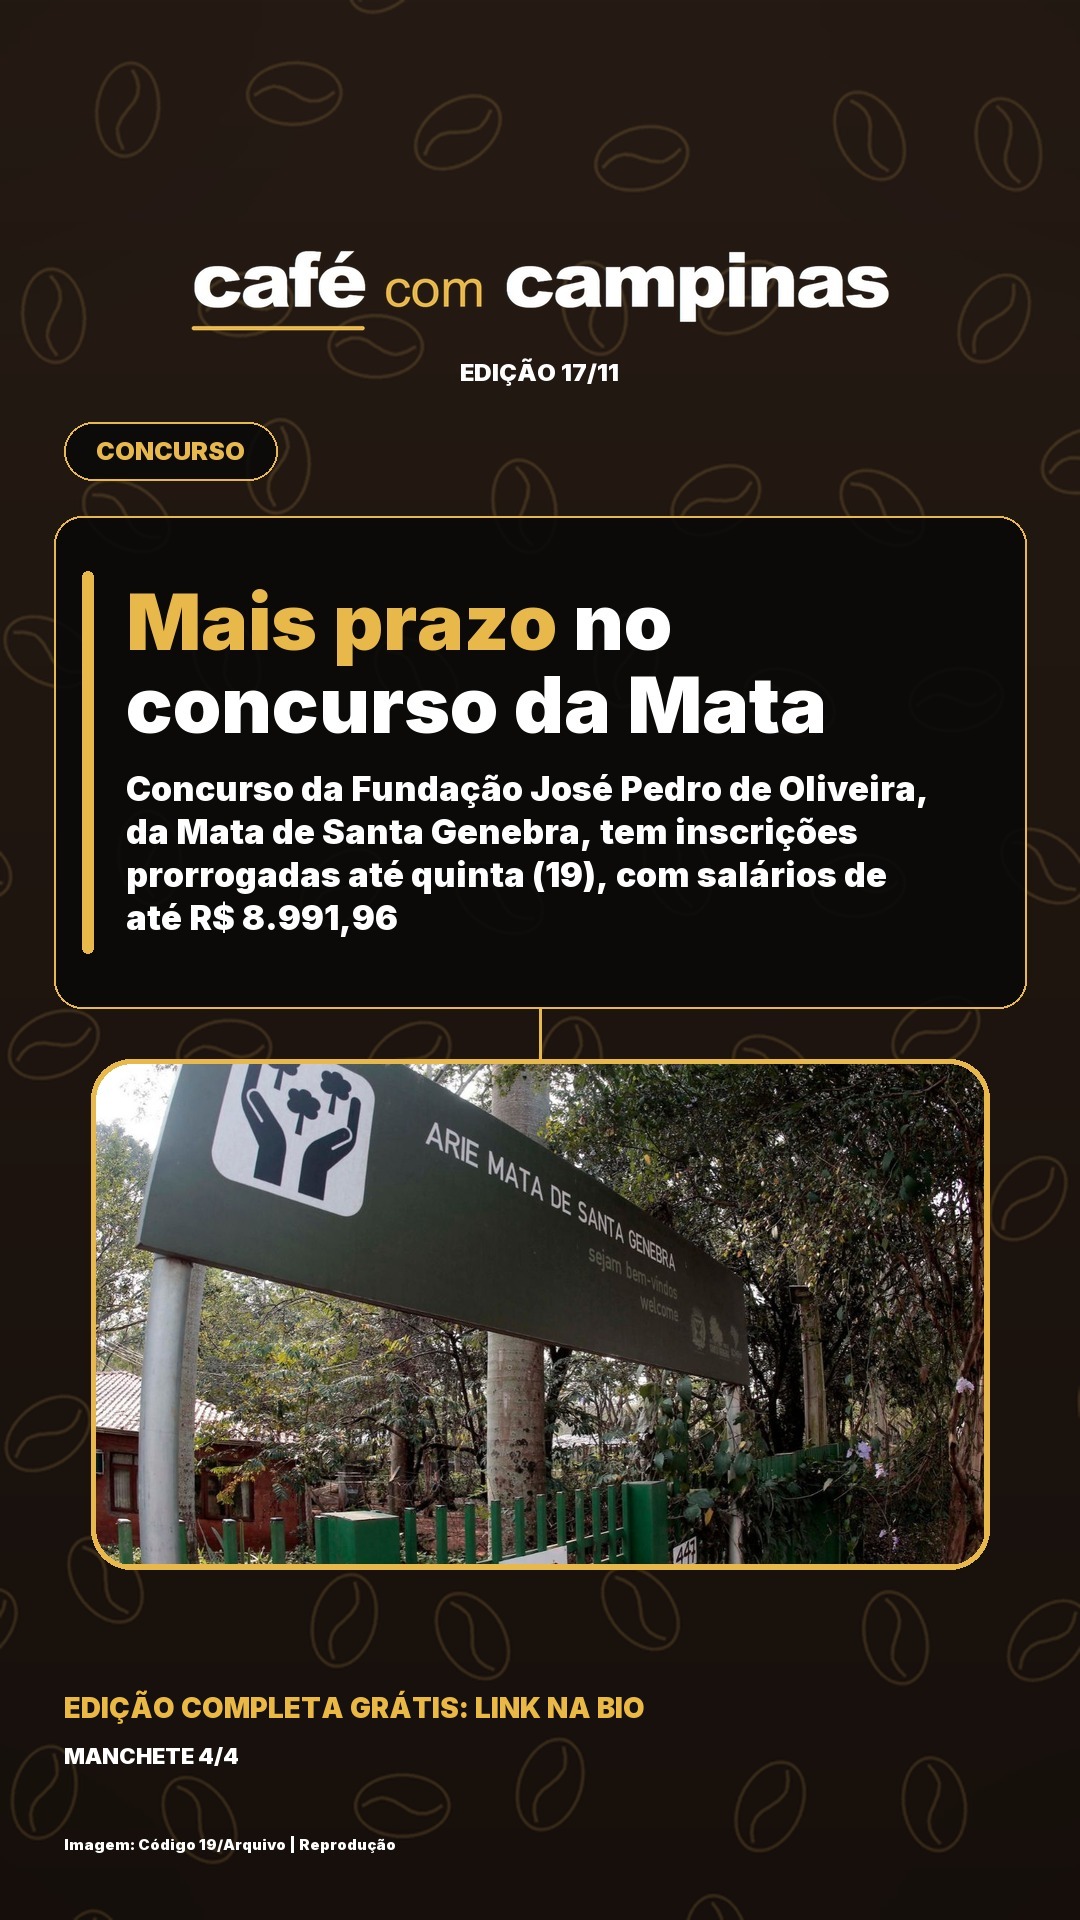 café com campinas
EDIÇÃO 17/11
CONCURSO
Mais prazo no
concurso da Mata
Concurso da Fundação José Pedro de Oliveira,
da Mata de Santa Genebra, tem inscrições
prorrogadas até quinta (19), com salários de
até R$ 8.991,96
ARIE MATA DE SANTA GENEBRA
sejam bem-vindos
welcome
447
EDIÇÃO COMPLETA GRÁTIS: LINK NA BIO
MANCHETE 4/4
Imagem: Código 19/Arquivo | Reprodução